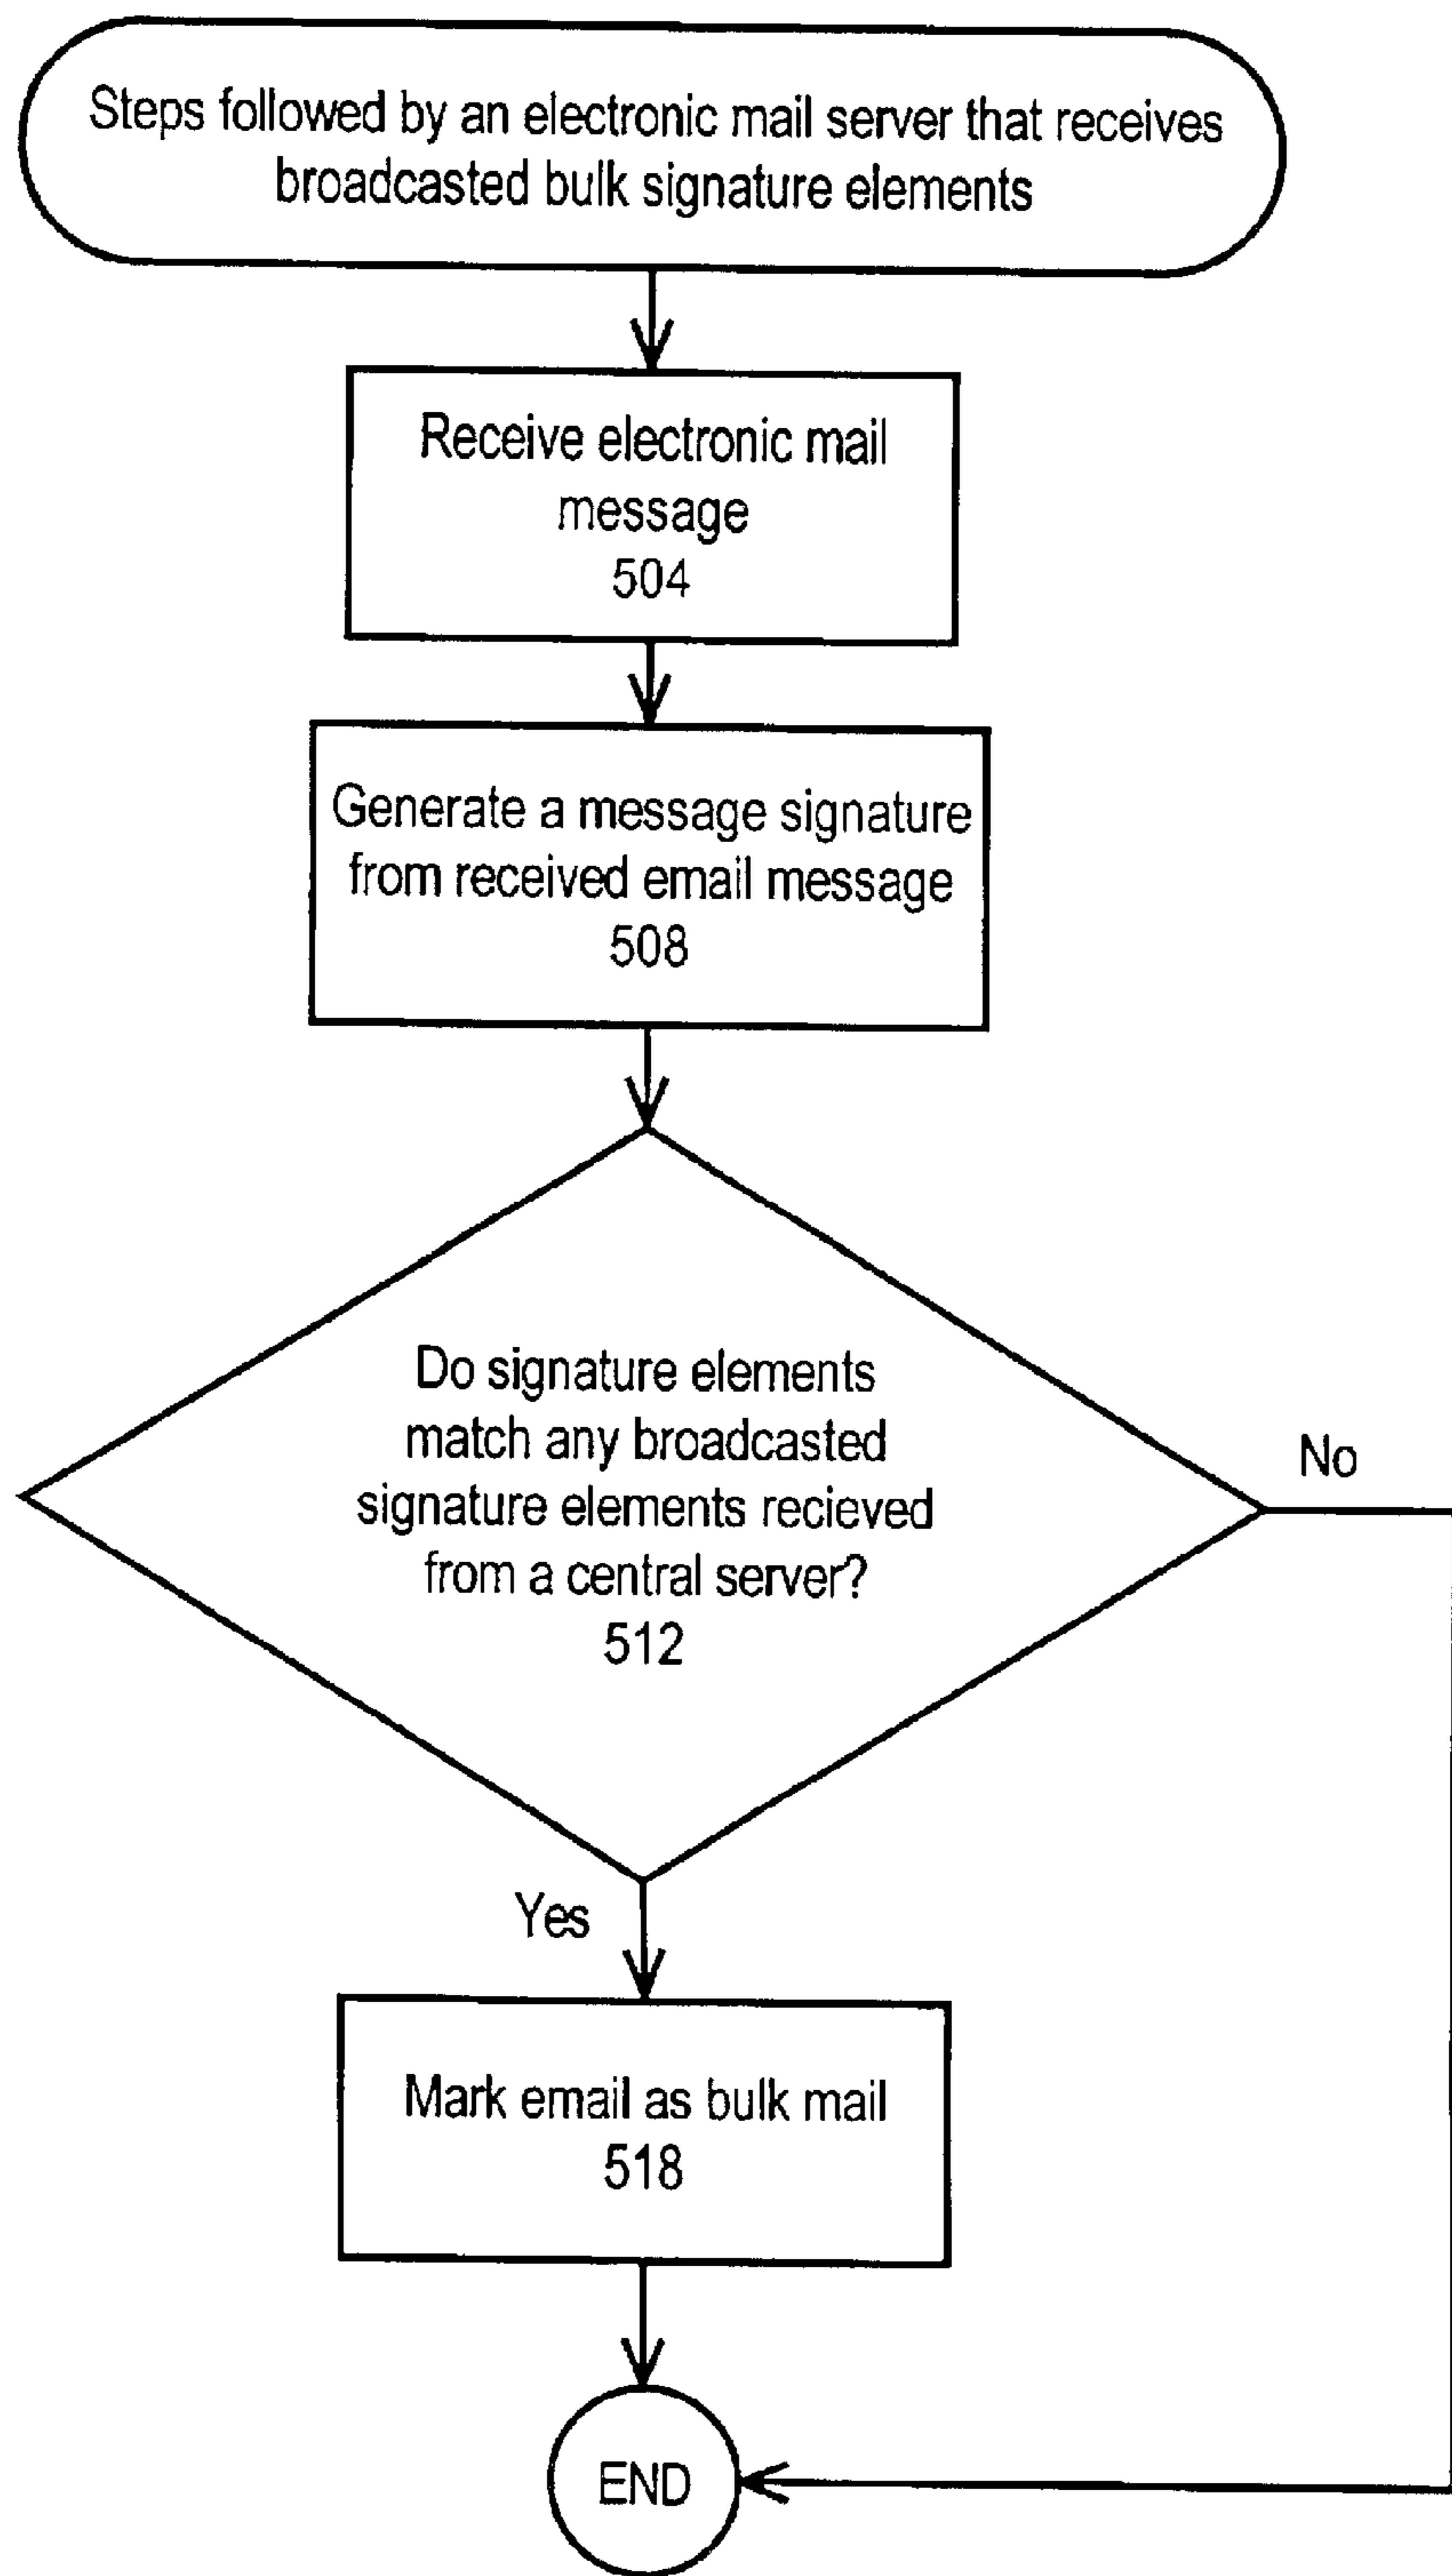 Steps followed by an electronic mail server that receives
broadcasted bulk signature elements
Receive electronic mail
message
504
Generate a message signature
from received email message
508
Do signature elements
match any broadcasted
signature elements recieved
from a central server?
512
No
Yes
Mark email as bulk mail
518
END